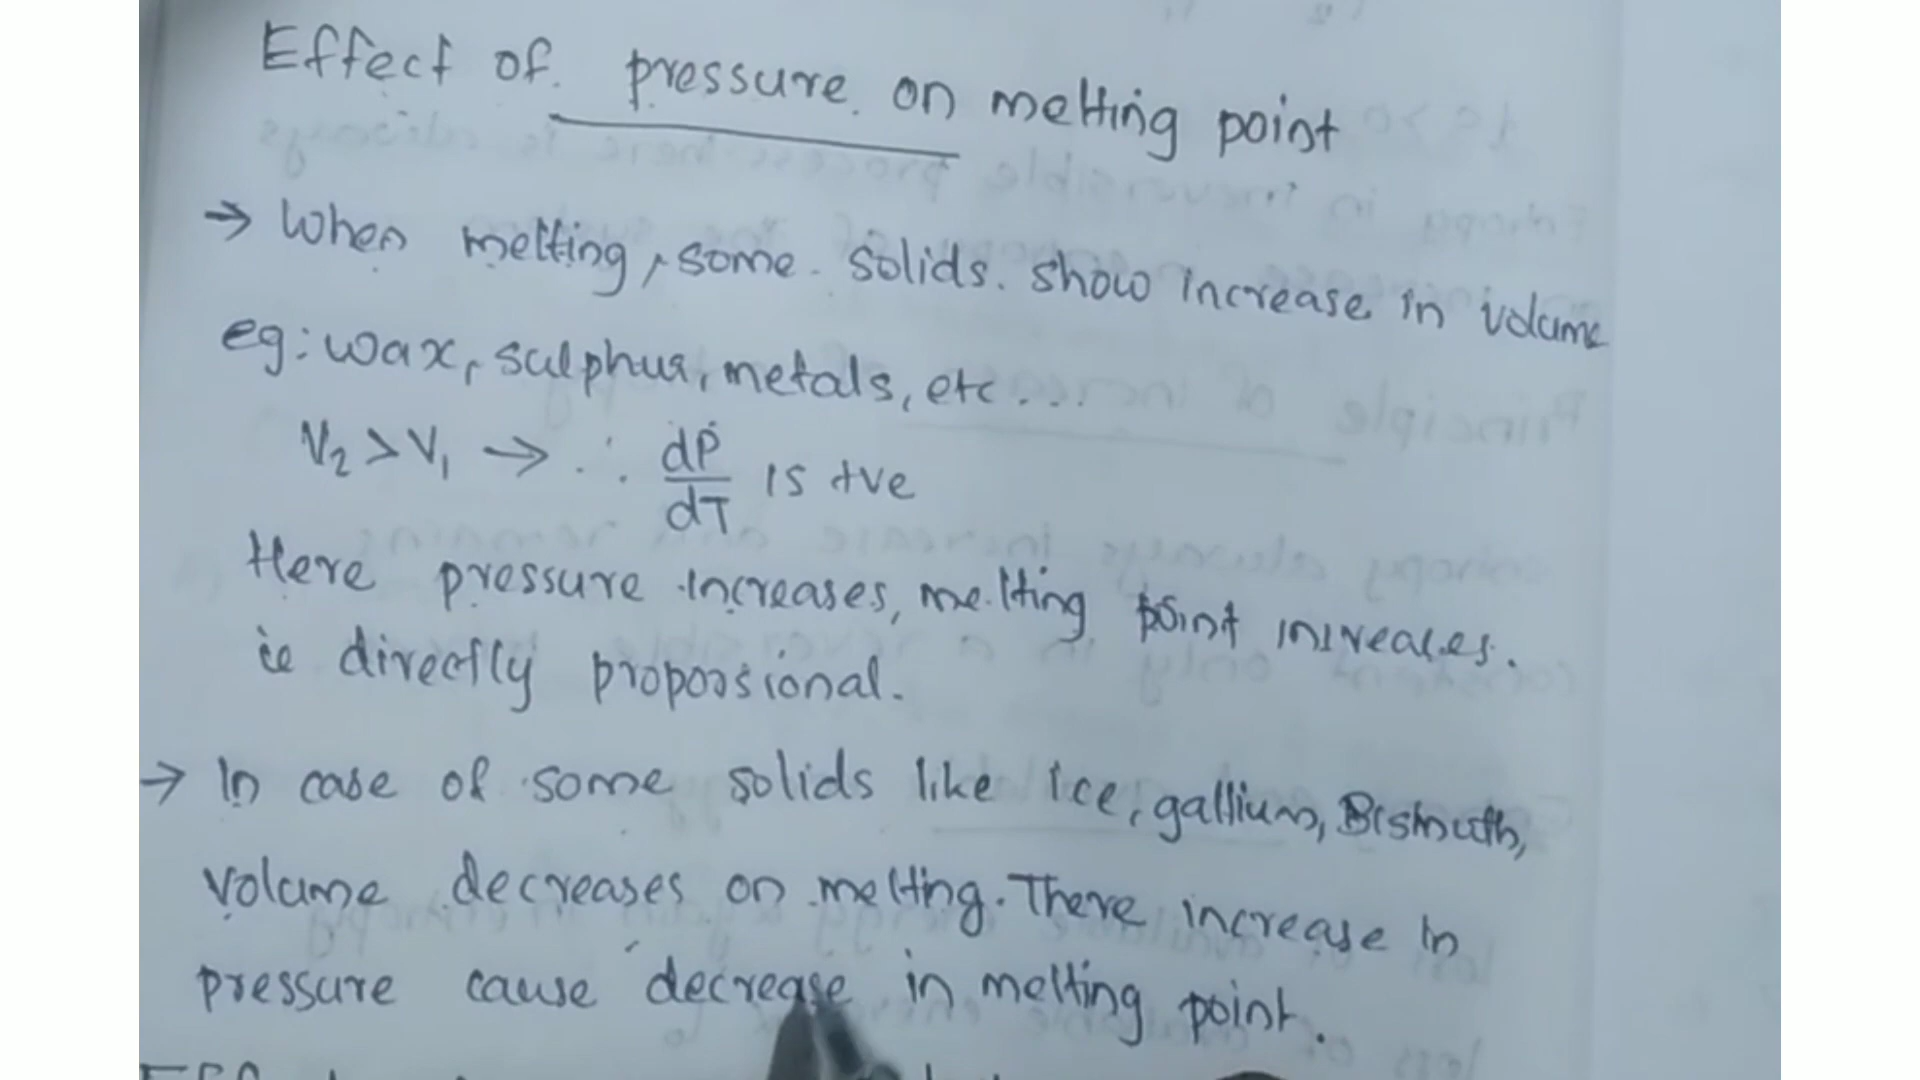 Effect of pressure on melting point
→ When melting, some solids show increase in volume
eg: wax, sulphur, metals, etc...
V₂ > V₁ → ∴ dP/dT is +ve
Here pressure increases, melting point increases.
ie directly proporsional.
→ In case of some solids like ice, gallium, Bismuth,
volume decreases on melting. There increase in
pressure cause decrease in melting point.